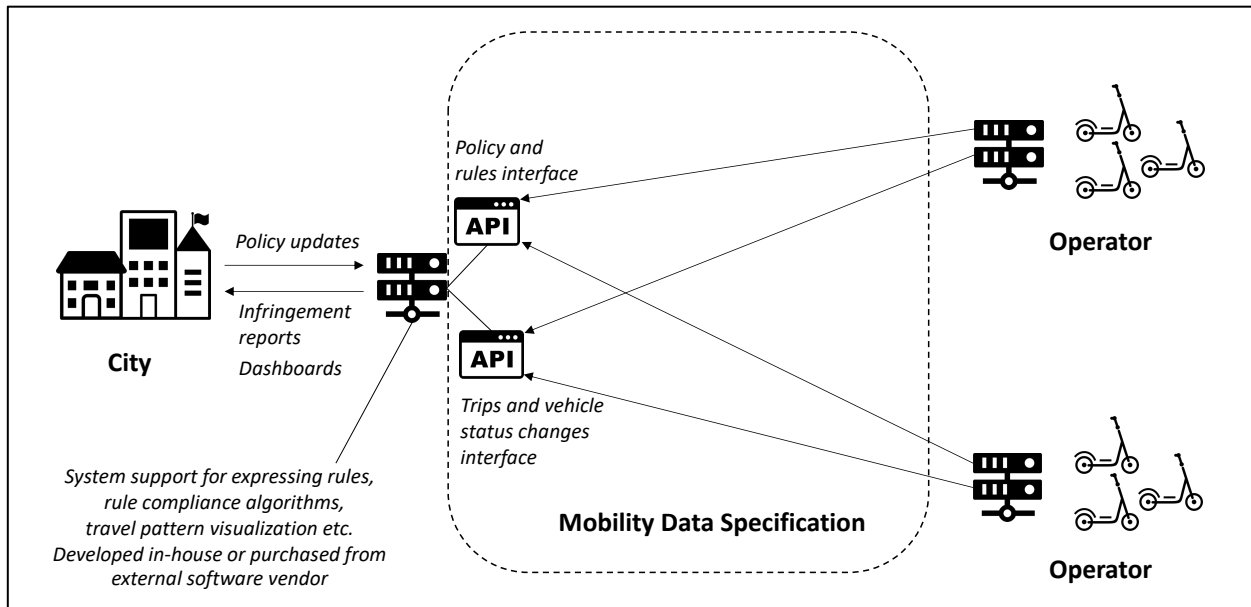 Policy and
rules interface
API
Operator
Policy updates
Infringement
reports
Dashboards
City
API
Trips and vehicle
status changes
interface
System support for expressing rules,
rule compliance algorithms,
travel pattern visualization etc.
Developed in-house or purchased from
external software vendor
Mobility Data Specification
Operator